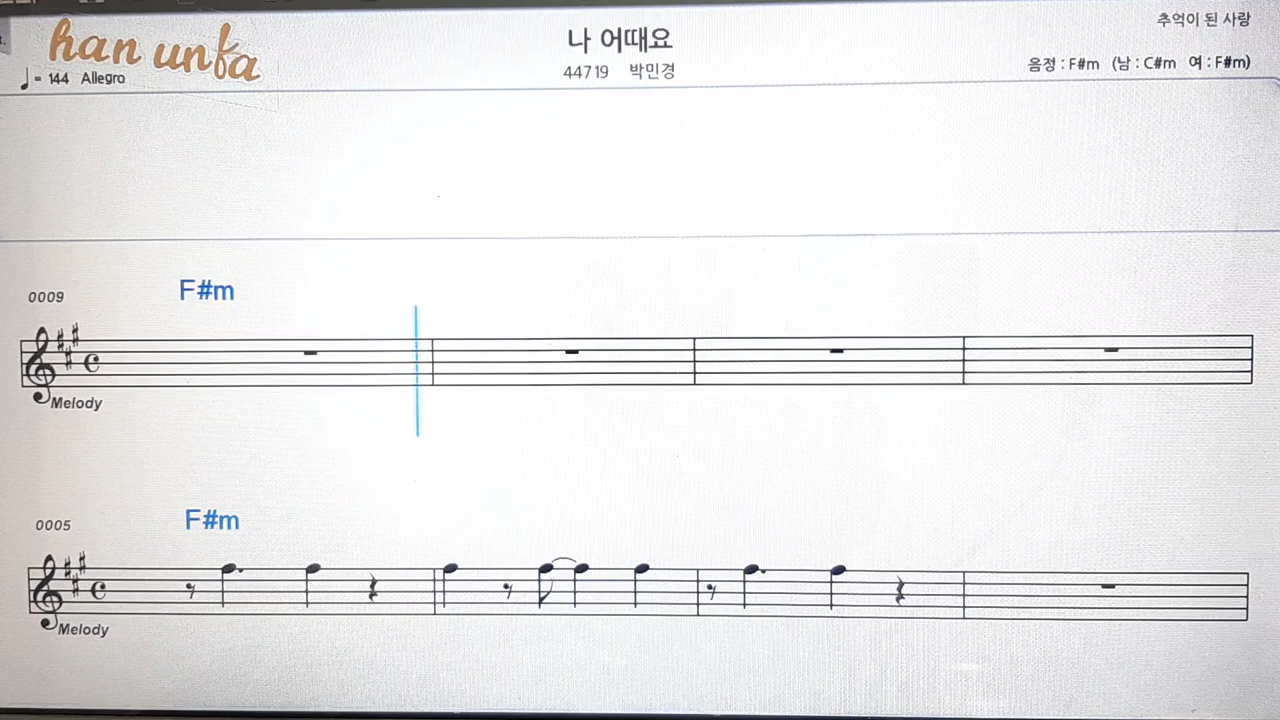 han unfa
나 어때요
추억이 된 사랑
♩= 144 Allegro
44719 박민경
음정 : F#m (남 : C#m 여 : F#m)
0009 F#m
Melody
0005 F#m
Melody